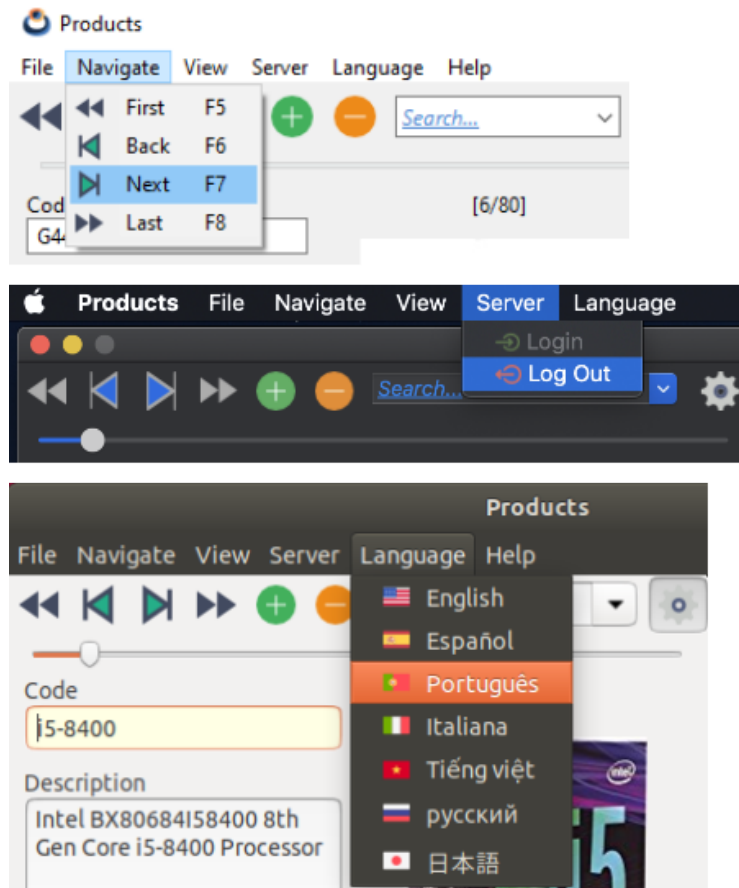 Products
File Navigate View Server Language Help
First F5
Search...
Back F6
Next F7
[6/80]
Last F8
Products File Navigate View Server Language
Login
Log Out
Search...
Products
File Navigate View Server Language Help
English
Español
Português
Italiana
Tiếng việt
русский
日本語
Code
i5-8400
Description
Intel BX80684I58400 8th
Gen Core i5-8400 Processor
intel
i5